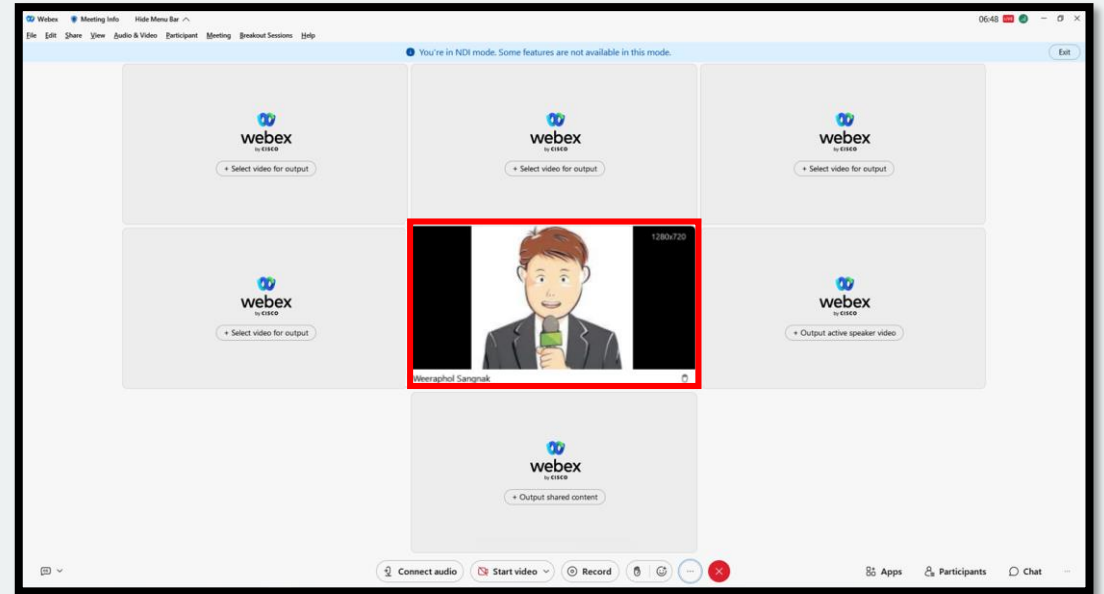 Webex Meeting Info Hide Menu Bar
06:48 LIVE
File Edit Share View Audio & Video Participant Meeting Breakout Sessions Help
You're in NDI mode. Some features are not available in this mode.
Exit
webex
by CISCO
+ Select video for output
webex
by CISCO
+ Select video for output
webex
by CISCO
+ Select video for output
webex
by CISCO
+ Select video for output
1280x720
Weeraphol Sangnak
webex
by CISCO
+ Output active speaker video
webex
by CISCO
+ Output shared content
Connect audio
Start video
Record
Apps
Participants
Chat